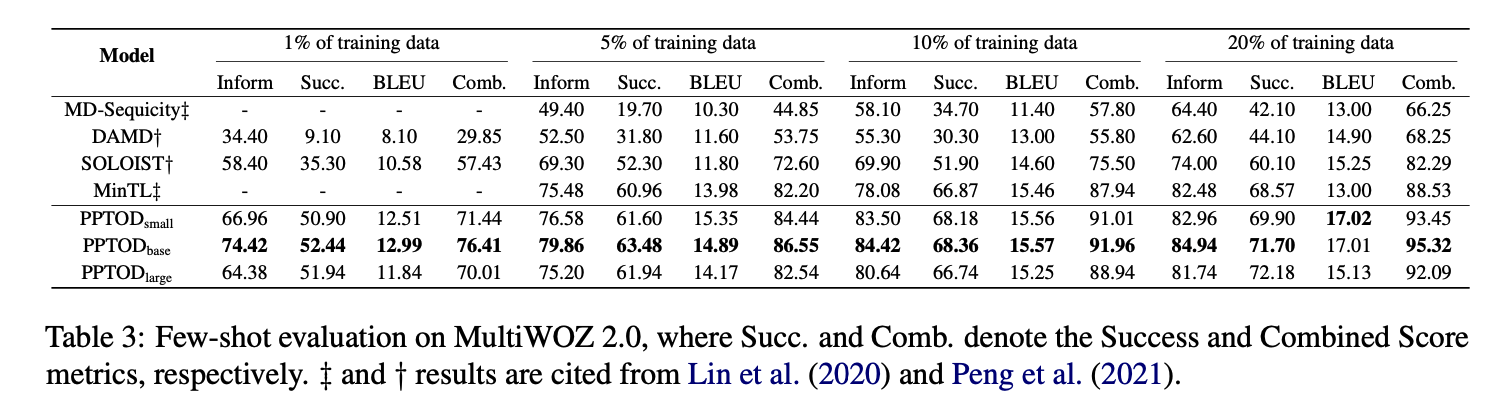 Model 1% of training data 5% of training data 10% of training data 20% of training data
Inform Succ. BLEU Comb. Inform Succ. BLEU Comb. Inform Succ. BLEU Comb. Inform Succ. BLEU Comb.
MD-Sequicity‡ - - - - 49.40 19.70 10.30 44.85 58.10 34.70 11.40 57.80 64.40 42.10 13.00 66.25
DAMD† 34.40 9.10 8.10 29.85 52.50 31.80 11.60 53.75 55.30 30.30 13.00 55.80 62.60 44.10 14.90 68.25
SOLOIST† 58.40 35.30 10.58 57.43 69.30 52.30 11.80 72.60 69.90 51.90 14.60 75.50 74.00 60.10 15.25 82.29
MinTL‡ - - - - 75.48 60.96 13.98 82.20 78.08 66.87 15.46 87.94 82.48 68.57 13.00 88.53
PPTODsmall 66.96 50.90 12.51 71.44 76.58 61.60 15.35 84.44 83.50 68.18 15.56 91.01 82.96 69.90 17.02 93.45
PPTODbase 74.42 52.44 12.99 76.41 79.86 63.48 14.89 86.55 84.42 68.36 15.57 91.96 84.94 71.70 17.01 95.32
PPTODlarge 64.38 51.94 11.84 70.01 75.20 61.94 14.17 82.54 80.64 66.74 15.25 88.94 81.74 72.18 15.13 92.09
Table 3: Few-shot evaluation on MultiWOZ 2.0, where Succ. and Comb. denote the Success and Combined Score
metrics, respectively. ‡ and † results are cited from Lin et al. (2020) and Peng et al. (2021).